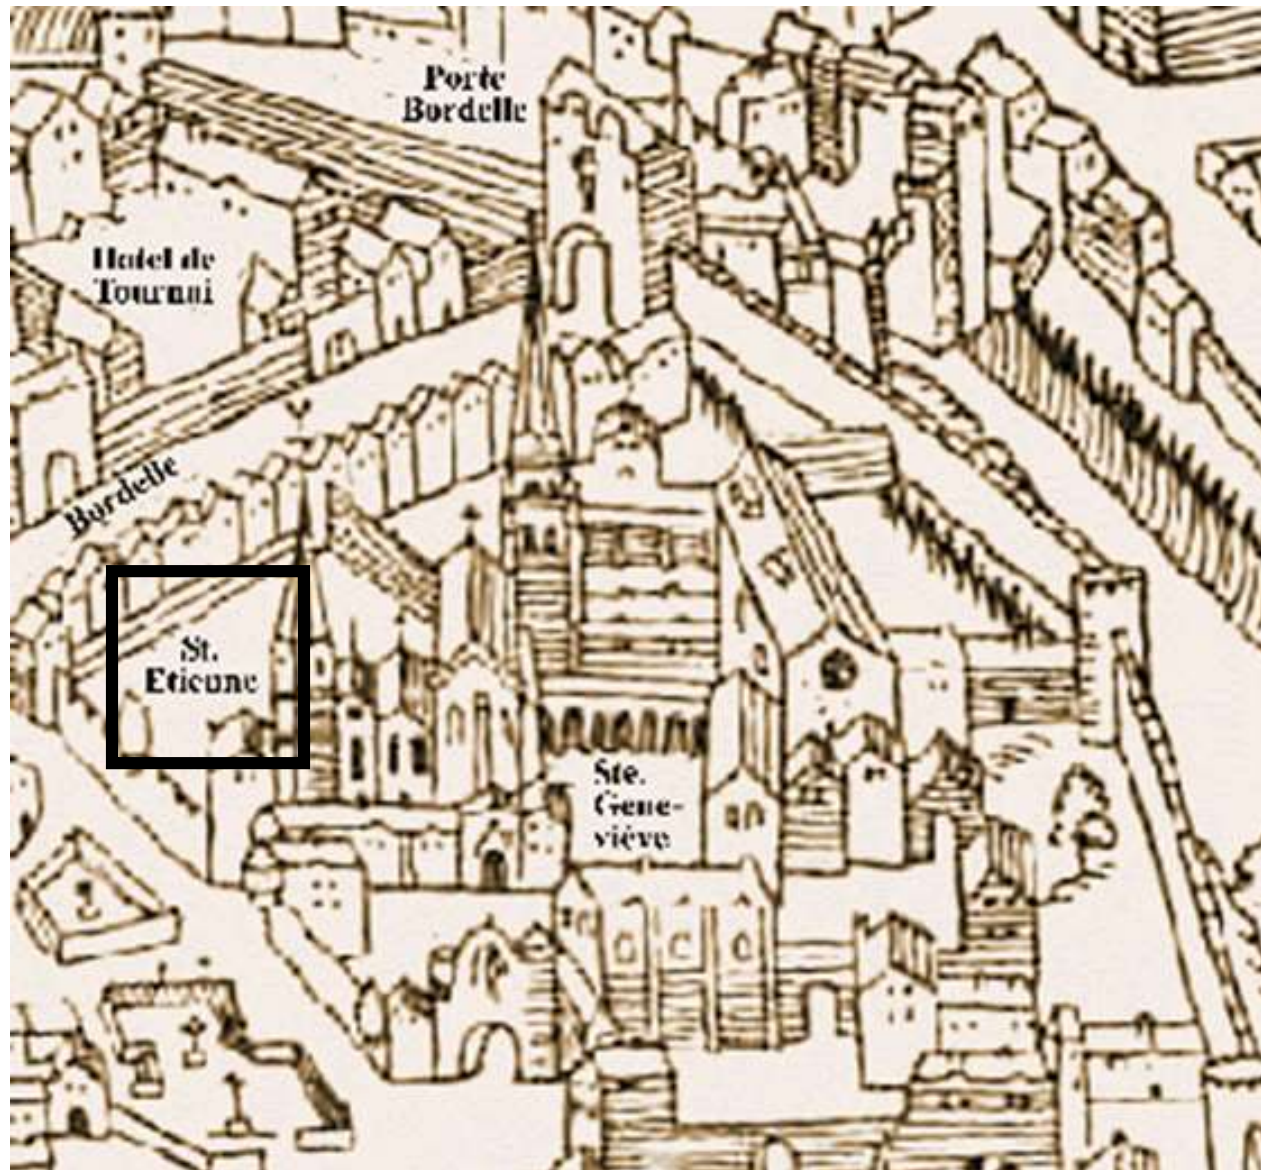 Porte
Bordelle
Hotel de
Tournai
Bordelle
St.
Etienne
Ste.
Gene-
viève